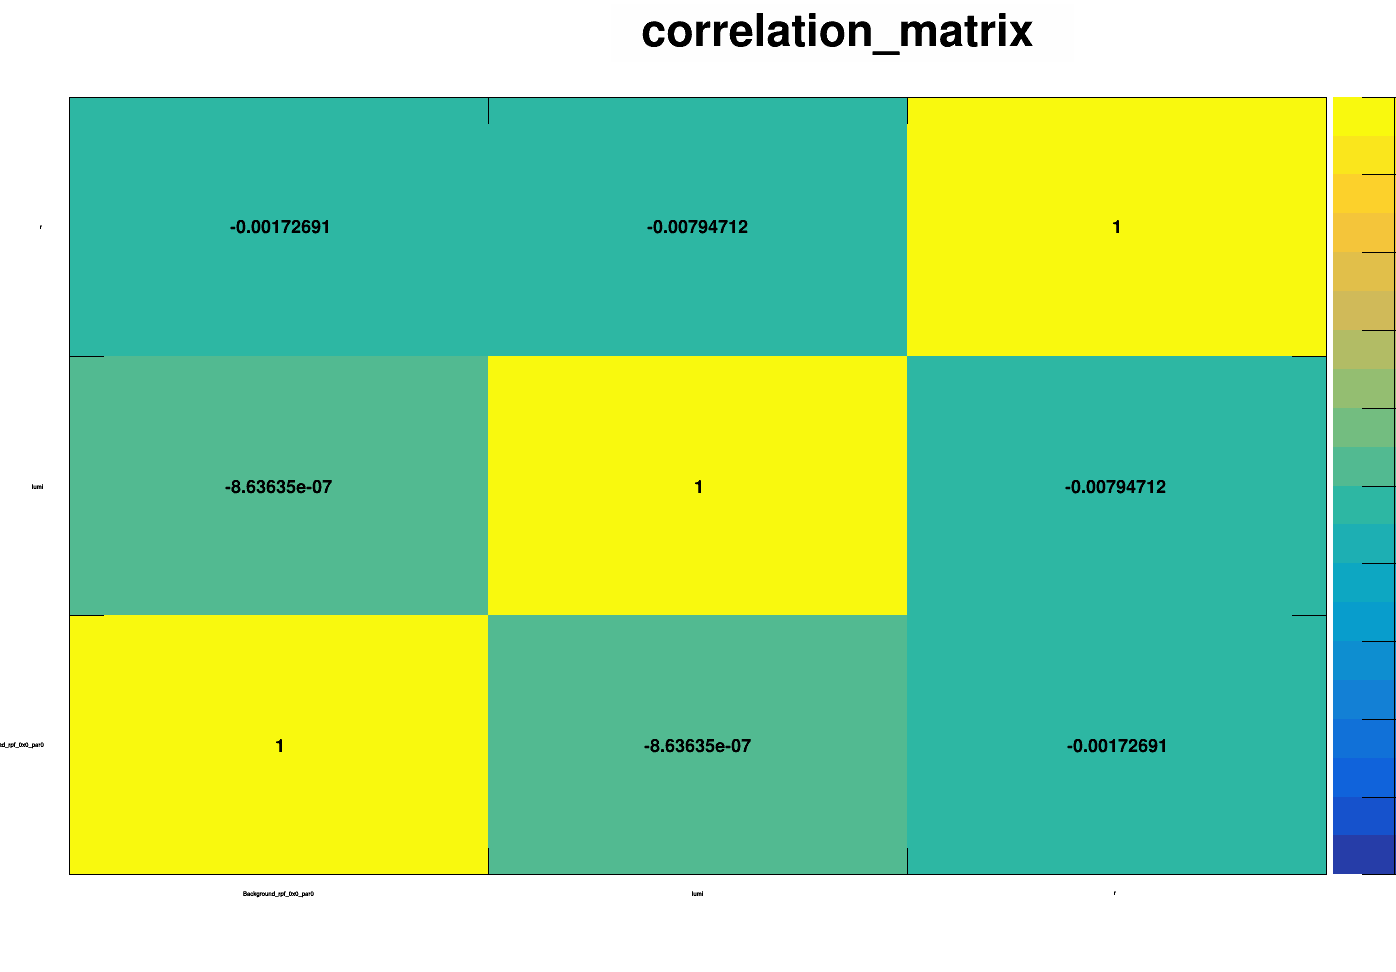 correlation_matrix
r
-0.00172691
-0.00794712
1
lumi
-8.63635e-07
1
-0.00794712
d_rpf_0x0_par0
1
-8.63635e-07
-0.00172691
Background_rpf_0x0_par0
lumi
r